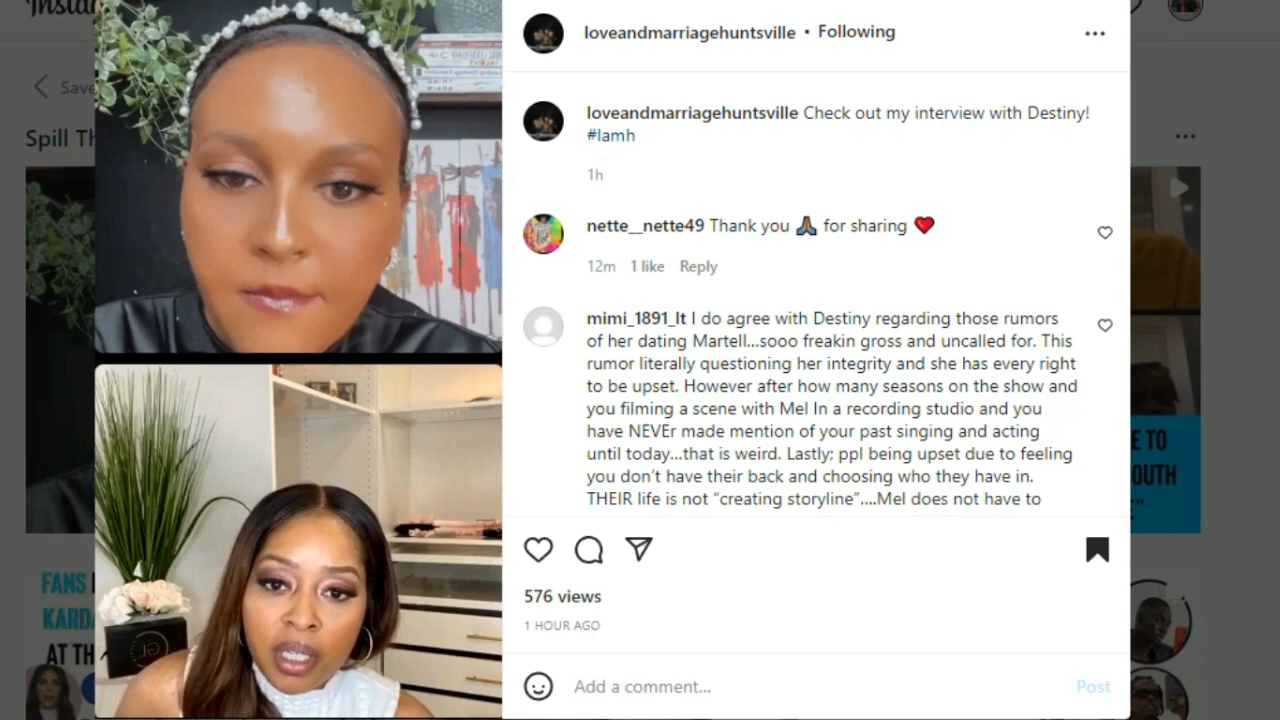 Save
Spill Th
FANS
KARDA
AT TH
loveandmarriagehuntsville • Following
loveandmarriagehuntsville Check out my interview with Destiny!
#lamh
1h
nette__nette49 Thank you 🙏🏾 for sharing ❤️
12m 1 like Reply
mimi_1891_lt I do agree with Destiny regarding those rumors
of her dating Martell...sooo freakin gross and uncalled for. This
rumor literally questioning her integrity and she has every right
to be upset. However after how many seasons on the show and
you filming a scene with Mel In a recording studio and you
have NEVEr made mention of your past singing and acting
until today...that is weird. Lastly; ppl being upset due to feeling
you don’t have their back and choosing who they have in.
THEIR life is not “creating storyline”....Mel does not have to
576 views
1 HOUR AGO
Add a comment...
Post
E TO
OUTH